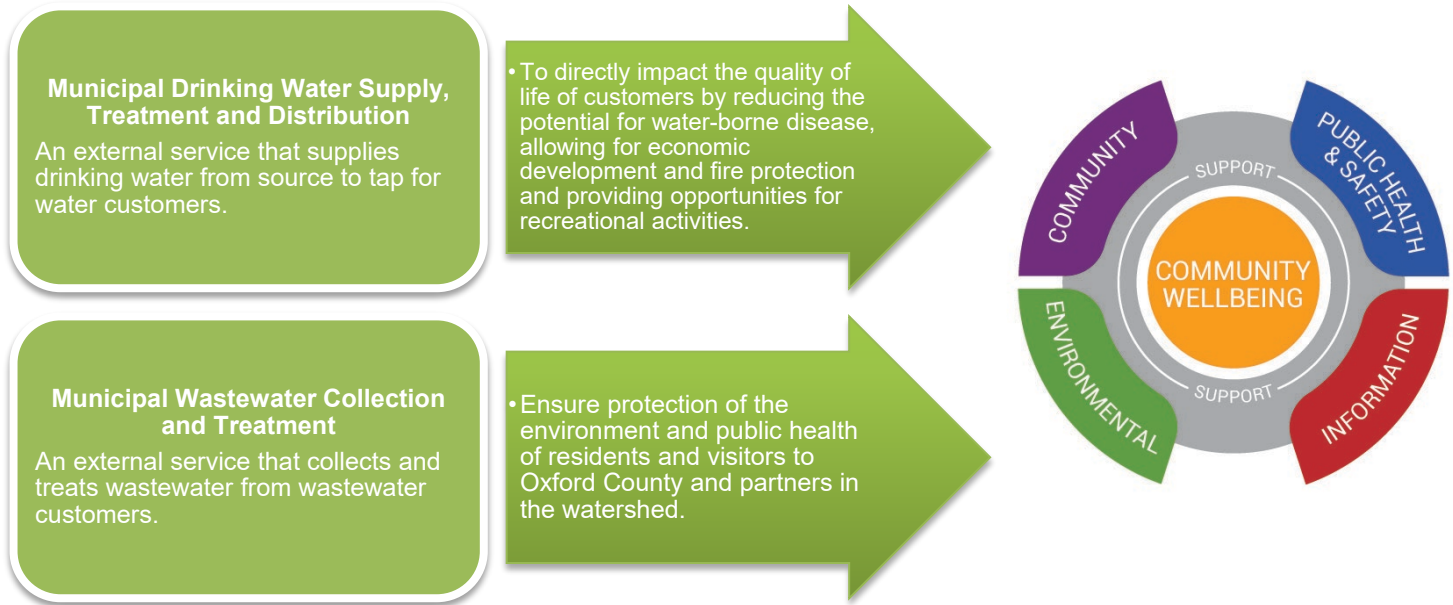 Municipal Drinking Water Supply,
Treatment and Distribution
An external service that supplies
drinking water from source to tap for
water customers.
• To directly impact the quality of
life of customers by reducing the
potential for water-borne disease,
allowing for economic
development and fire protection
and providing opportunities for
recreational activities.
Municipal Wastewater Collection
and Treatment
An external service that collects and
treats wastewater from wastewater
customers.
• Ensure protection of the
environment and public health
of residents and visitors to
Oxford County and partners in
the watershed.
COMMUNITY
PUBLIC HEALTH
& SAFETY
SUPPORT
COMMUNITY
WELLBEING
ENVIRONMENTAL
SUPPORT
INFORMATION